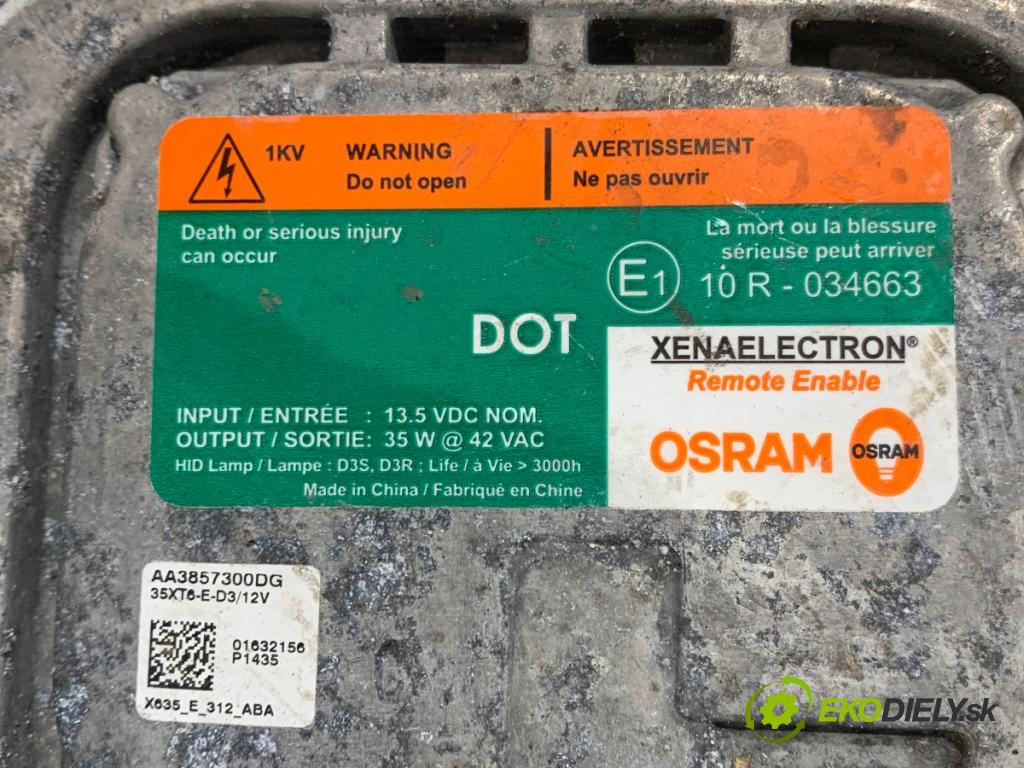 1KV
WARNING
Do not open
AVERTISSEMENT
Ne pas ouvrir
Death or serious injury
can occur
La mort ou la blessure
sérieuse peut arriver
E1 10 R - 034663
DOT
XENAELECTRON®
Remote Enable
OSRAM
OSRAM
INPUT / ENTRÉE : 13.5 VDC NOM.
OUTPUT / SORTIE: 35 W @ 42 VAC
HID Lamp / Lampe : D3S, D3R ; Life / à Vie > 3000h
Made in China / Fabriqué en Chine
AA3857300DG
35XT6-E-D3/12V
01632156
P1435
X635_E_312_ABA
EKODIELY.sk